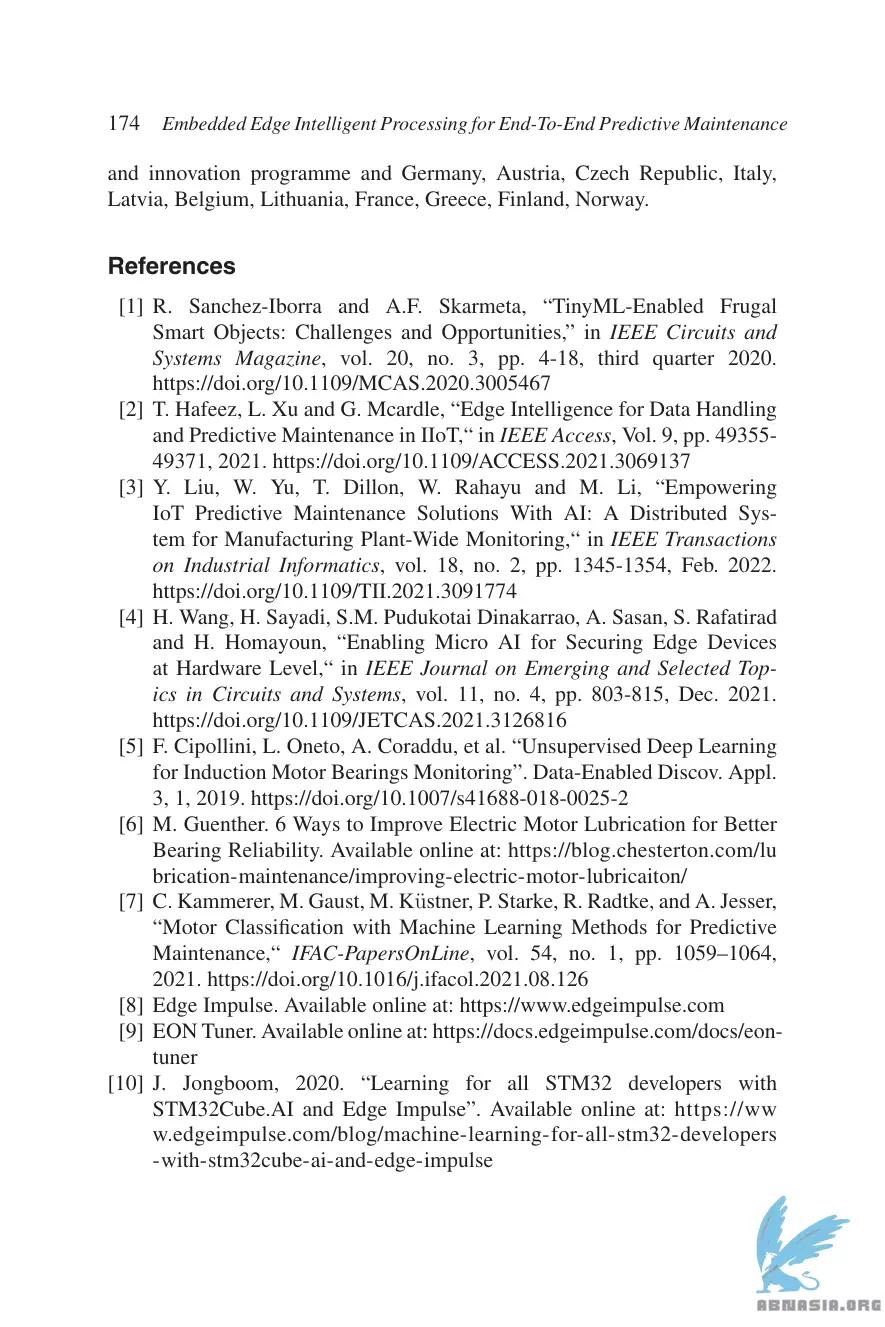 174 Embedded Edge Intelligent Processing for End-To-End Predictive Maintenance
and innovation programme and Germany, Austria, Czech Republic, Italy,
Latvia, Belgium, Lithuania, France, Greece, Finland, Norway.
References
[1] R. Sanchez-Iborra and A.F. Skarmeta, “TinyML-Enabled Frugal
Smart Objects: Challenges and Opportunities,” in IEEE Circuits and
Systems Magazine, vol. 20, no. 3, pp. 4-18, third quarter 2020.
https://doi.org/10.1109/MCAS.2020.3005467
[2] T. Hafeez, L. Xu and G. Mcardle, “Edge Intelligence for Data Handling
and Predictive Maintenance in IIoT,“ in IEEE Access, Vol. 9, pp. 49355-
49371, 2021. https://doi.org/10.1109/ACCESS.2021.3069137
[3] Y. Liu, W. Yu, T. Dillon, W. Rahayu and M. Li, “Empowering
IoT Predictive Maintenance Solutions With AI: A Distributed Sys-
tem for Manufacturing Plant-Wide Monitoring,“ in IEEE Transactions
on Industrial Informatics, vol. 18, no. 2, pp. 1345-1354, Feb. 2022.
https://doi.org/10.1109/TII.2021.3091774
[4] H. Wang, H. Sayadi, S.M. Pudukotai Dinakarrao, A. Sasan, S. Rafatirad
and H. Homayoun, “Enabling Micro AI for Securing Edge Devices
at Hardware Level,“ in IEEE Journal on Emerging and Selected Top-
ics in Circuits and Systems, vol. 11, no. 4, pp. 803-815, Dec. 2021.
https://doi.org/10.1109/JETCAS.2021.3126816
[5] F. Cipollini, L. Oneto, A. Coraddu, et al. “Unsupervised Deep Learning
for Induction Motor Bearings Monitoring”. Data-Enabled Discov. Appl.
3, 1, 2019. https://doi.org/10.1007/s41688-018-0025-2
[6] M. Guenther. 6 Ways to Improve Electric Motor Lubrication for Better
Bearing Reliability. Available online at: https://blog.chesterton.com/lu
brication-maintenance/improving-electric-motor-lubricaiton/
[7] C. Kammerer, M. Gaust, M. Küstner, P. Starke, R. Radtke, and A. Jesser,
“Motor Classification with Machine Learning Methods for Predictive
Maintenance,“ IFAC-PapersOnLine, vol. 54, no. 1, pp. 1059–1064,
2021. https://doi.org/10.1016/j.ifacol.2021.08.126
[8] Edge Impulse. Available online at: https://www.edgeimpulse.com
[9] EON Tuner. Available online at: https://docs.edgeimpulse.com/docs/eon-
tuner
[10] J. Jongboom, 2020. “Learning for all STM32 developers with
STM32Cube.AI and Edge Impulse”. Available online at: https://ww
w.edgeimpulse.com/blog/machine-learning-for-all-stm32-developers
-with-stm32cube-ai-and-edge-impulse
ABNASIA.ORG